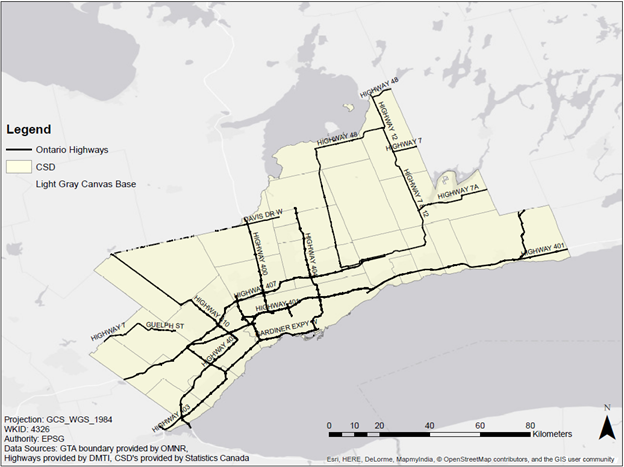 HIGHWAY 48
HIGHWAY 12
HIGHWAY 48
HIGHWAY 7
Legend
Ontario Highways
CSD
Light Gray Canvas Base
HIGHWAY 7A
12
DAVIS DR W
HIGHWAY 400
HIGHWAY 404
HIGHWAY 401
HIGHWAY 407
HIGHWAY 401
HIGHWAY 410
GUELPH ST
HIGHWAY 7
GARDINER EXPY W
HIGHWAY 403
HIGHWAY 403
N
Projection: GCS_WGS_1984
WKID: 4326
Authority: EPSG
Data Sources: GTA boundary provided by OMNR,
Highways provided by DMTI, CSD's provided by Statistics Canada
0 10 20 40 60 80
Kilometers
Esri, HERE, DeLorme, MapmyIndia, © OpenStreetMap contributors, and the GIS user community